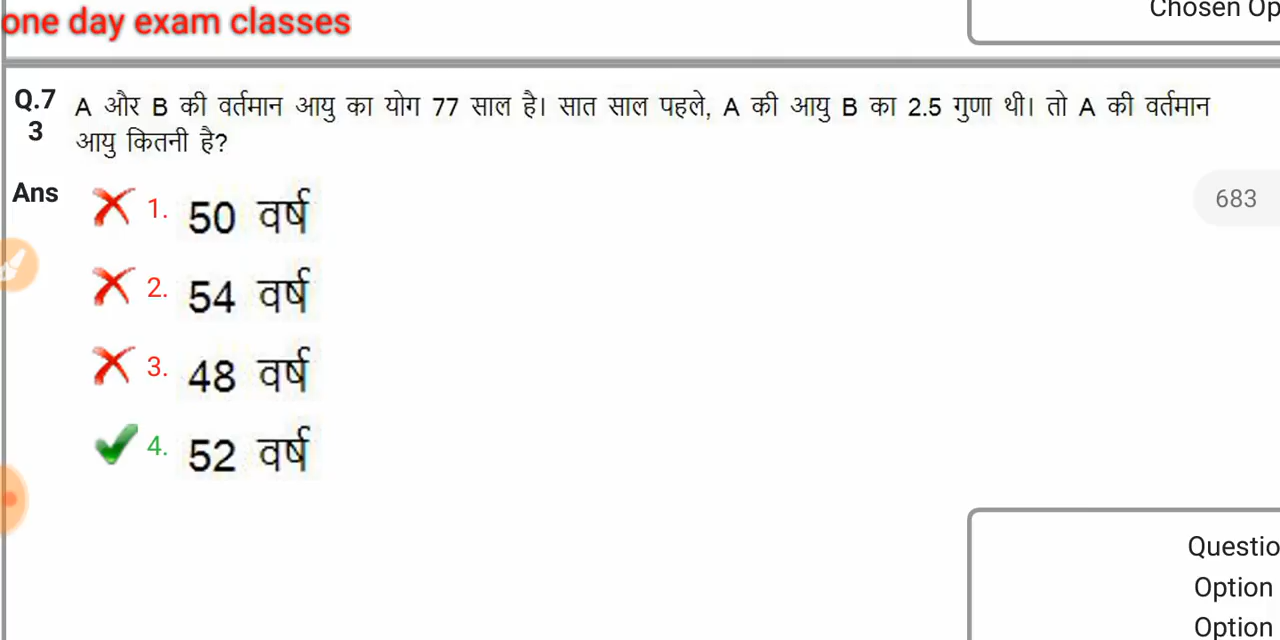 one day exam classes
Chosen Op
Q.7
3
A और B की वर्तमान आयु का योग 77 साल है। सात साल पहले, A की आयु B का 2.5 गुणा थी। तो A की वर्तमान
आयु कितनी है?
Ans
1. 50 वर्ष
683
2. 54 वर्ष
3. 48 वर्ष
4. 52 वर्ष
Questio
Option
Option